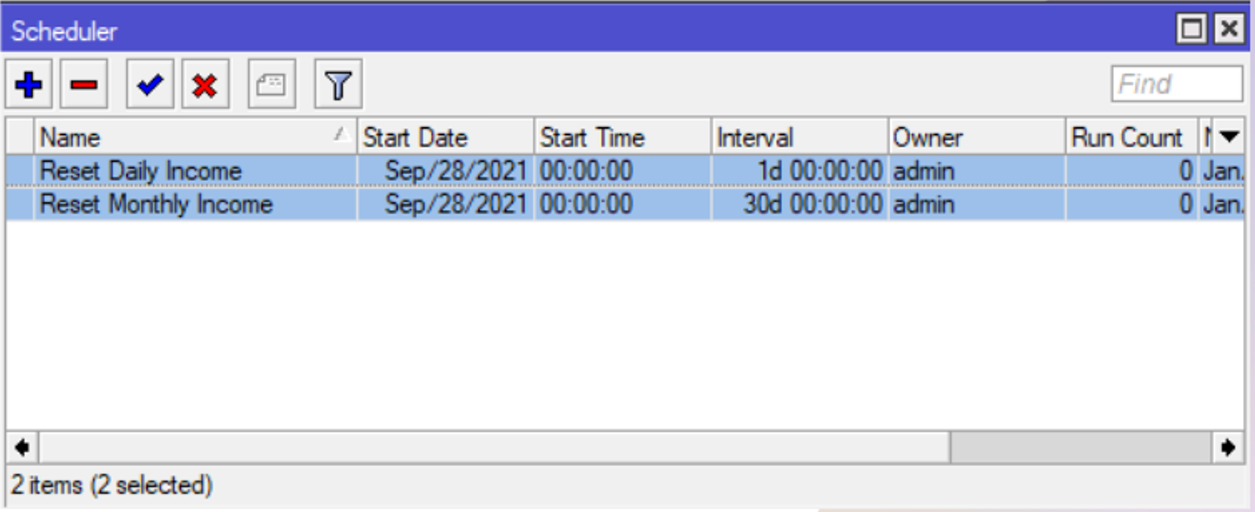 Scheduler
Find
Name Start Date Start Time Interval Owner Run Count
Reset Daily Income Sep/28/2021 00:00:00 1d 00:00:00 admin 0 Jan.
Reset Monthly Income Sep/28/2021 00:00:00 30d 00:00:00 admin 0 Jan.
2 items (2 selected)